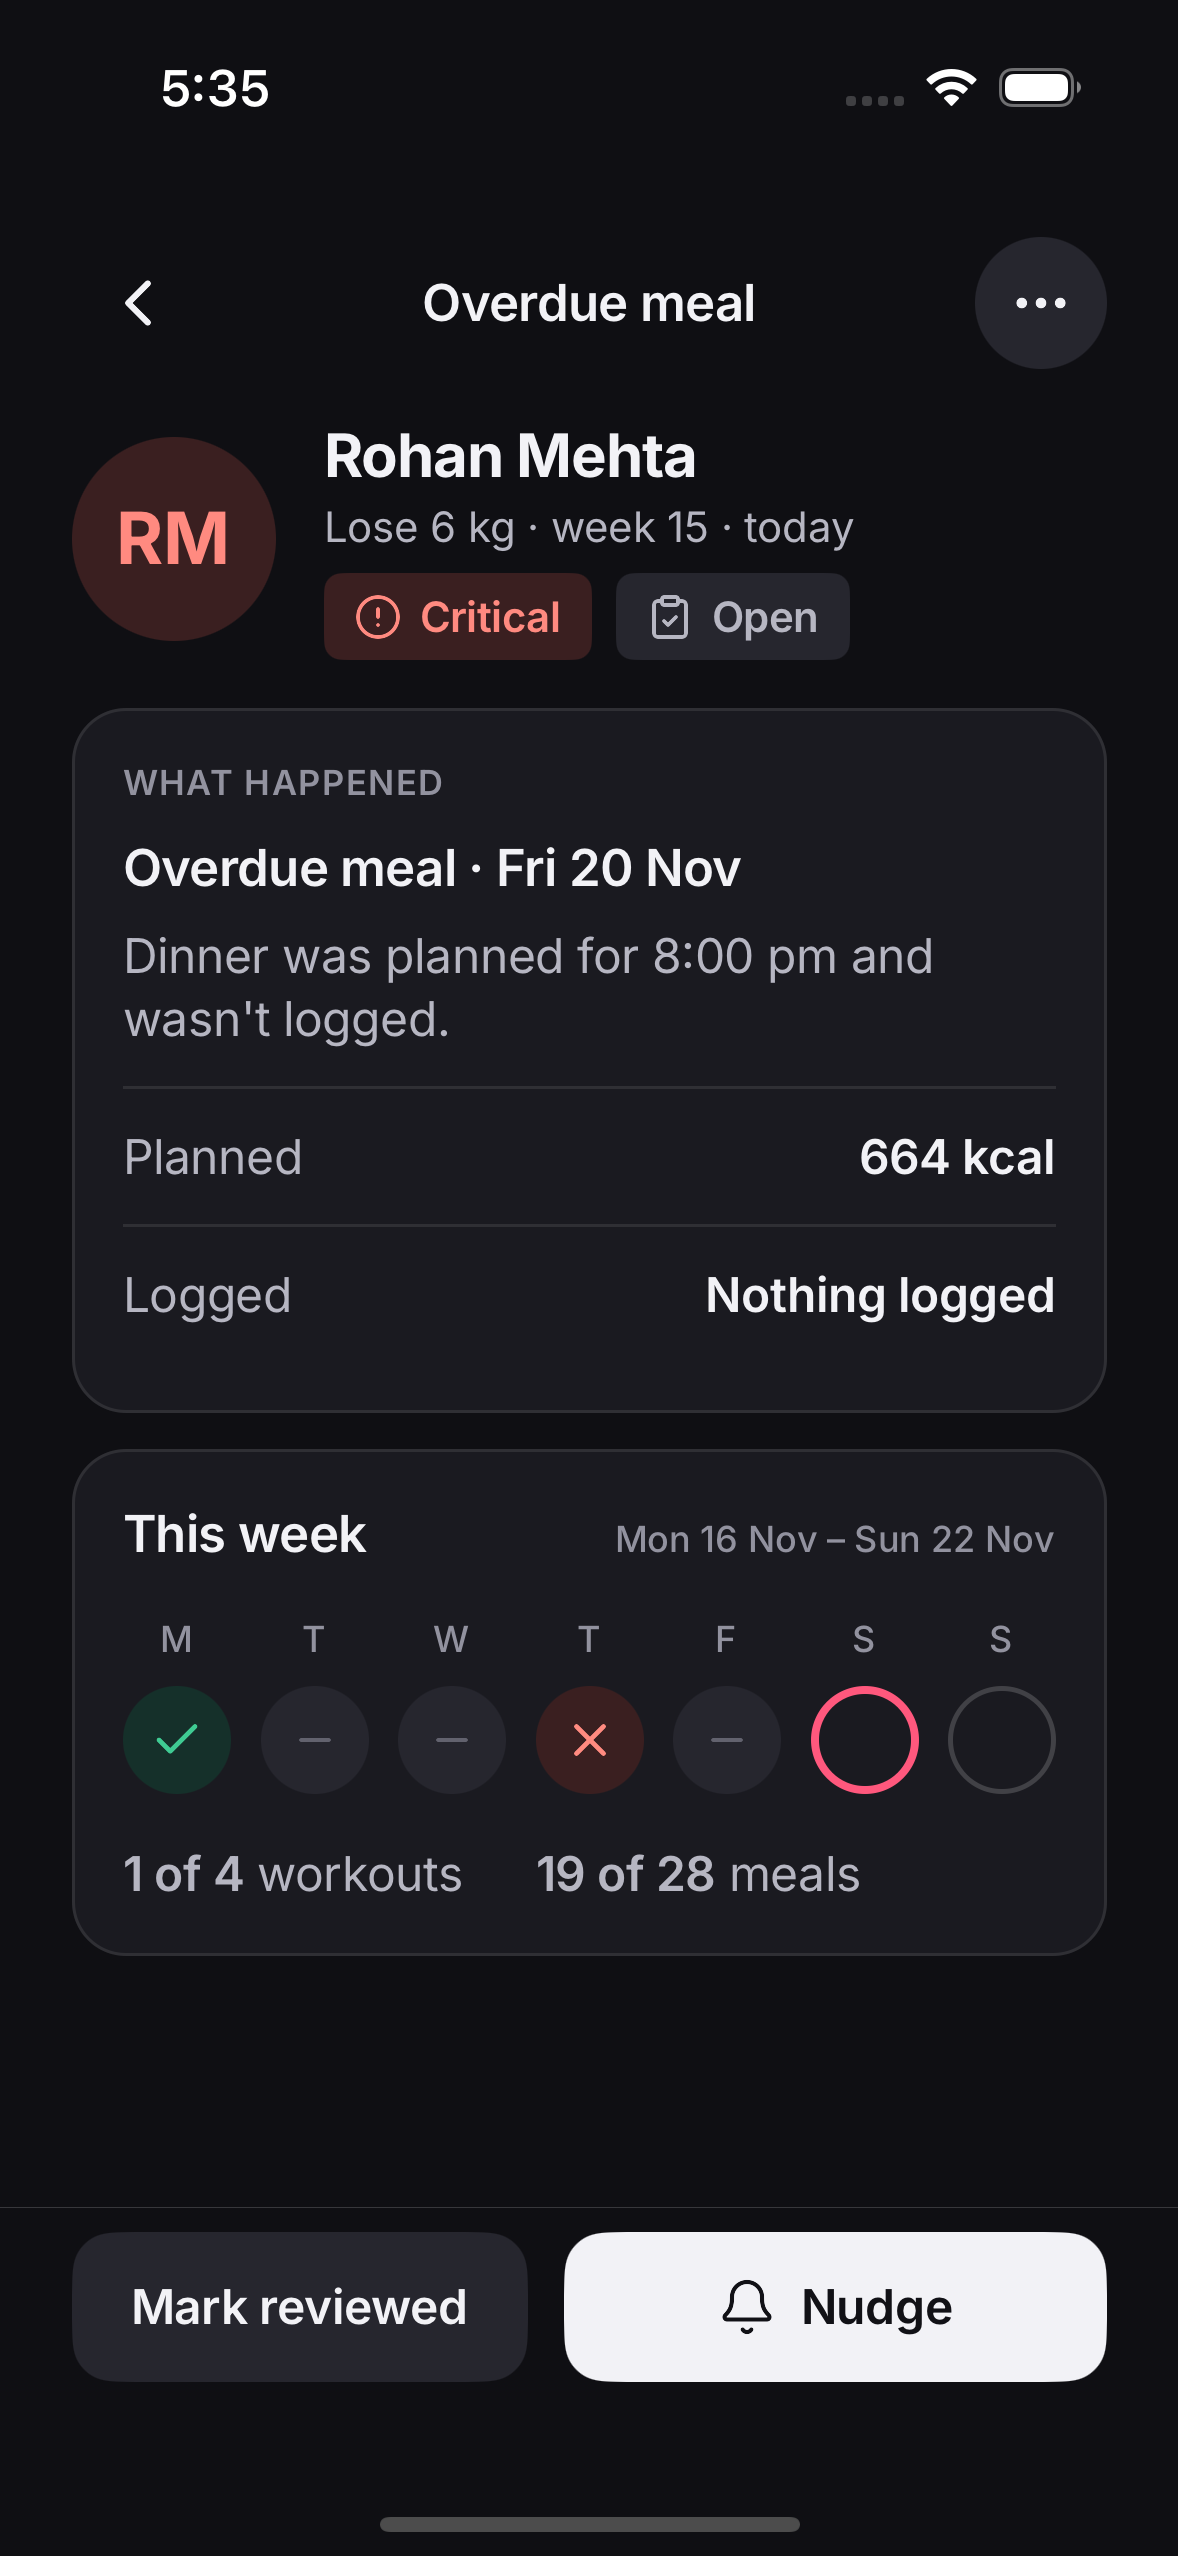 5:35
Overdue meal
RM
Rohan Mehta
Lose 6 kg · week 15 · today
Critical
Open
WHAT HAPPENED
Overdue meal · Fri 20 Nov
Dinner was planned for 8:00 pm and
wasn't logged.
Planned
664 kcal
Logged
Nothing logged
This week
Mon 16 Nov – Sun 22 Nov
M T W T F S S
1 of 4 workouts
19 of 28 meals
Mark reviewed
Nudge